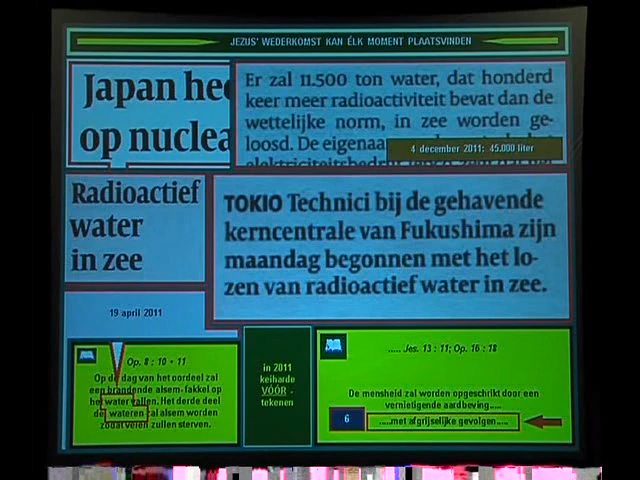 JEZUS' WEDERKOMST KAN ÉLK MOMENT PLAATSVINDEN
Japan hee
op nuclea
Er zal 11.500 ton water, dat honderd
keer meer radioactiviteit bevat dan de
wettelijke norm, in zee worden ge-
loosd. De eigenaa
4 december 2011: 45.000 liter
elektriciteitsbedri
Radioactief
water
in zee
TOKIO Technici bij de gehavende
kerncentrale van Fukushima zijn
maandag begonnen met het lo-
zen van radioactief water in zee.
19 april 2011
Op. 8 : 10 + 11
Op de dag van het oordeel zal
een brandende alsem-fakkel op
het water vallen. Het derde deel
de wateren zal alsem worden
zodat velen zullen sterven.
in 2011
keiharde
VÓÓR -
tekenen
..... Jes. 13 : 11; Op. 16 : 18
De mensheid zal worden opgeschrikt door een
vernietigende aardbeving.....
6
.....met afgrijselijke gevolgen.....